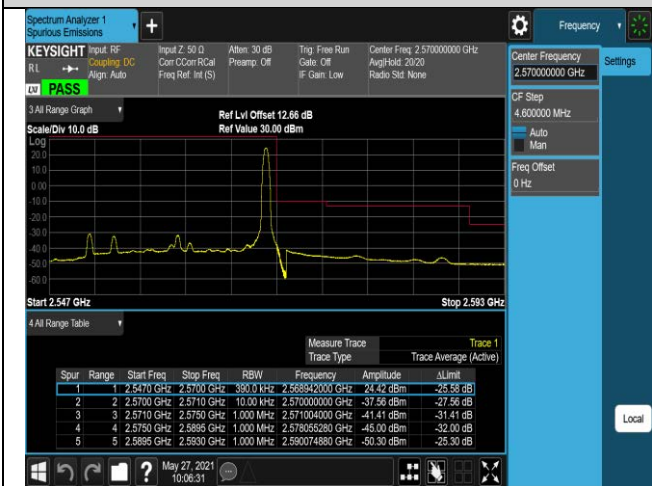 Spectrum Analyzer 1
Spurious Emissions
+
Frequency
KEYSIGHT Input: RF Input Z: 50 Ω Atten: 30 dB Trig: Free Run Center Freq: 2.570000000 GHz
RL Coupling: DC Corr CCorr RCal Preamp: Off Gate: Off Avg|Hold: 20/20
Align: Auto Freq Ref: Int (S) IF Gain: Low Radio Std: None
LXI PASS
Center Frequency
2.570000000 GHz
Settings
CF Step
4.600000 MHz
Auto
Man
Freq Offset
0 Hz
3 All Range Graph
Ref Lvl Offset 12.66 dB
Scale/Div 10.0 dB Ref Value 30.00 dBm
Log
20.0
10.0
0.00
-10.0
-20.0
-30.0
-40.0
-50.0
-60.0
Start 2.547 GHz Stop 2.593 GHz
4 All Range Table
Measure Trace Trace 1
Trace Type Trace Average (Active)
Spur Range Start Freq Stop Freq RBW Frequency Amplitude ΔLimit
1 1 2.5470 GHz 2.5700 GHz 390.0 kHz 2.568942000 GHz 24.42 dBm -25.58 dB
2 2 2.5700 GHz 2.5710 GHz 10.00 kHz 2.570000000 GHz -37.56 dBm -27.56 dB
3 3 2.5710 GHz 2.5750 GHz 1.000 MHz 2.571004000 GHz -41.41 dBm -31.41 dB
4 4 2.5750 GHz 2.5895 GHz 1.000 MHz 2.578055280 GHz -45.00 dBm -32.00 dB
5 5 2.5895 GHz 2.5930 GHz 1.000 MHz 2.590074880 GHz -50.30 dBm -25.30 dB
Local
? May 27, 2021
10:06:31